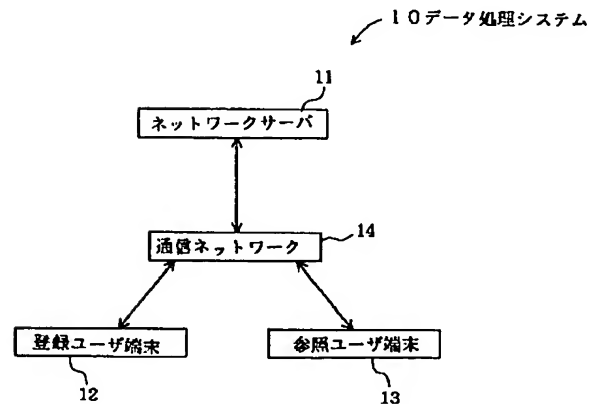 10データ処理システム
11
ネットワークサーバ
通信ネットワーク
14
登録ユーザ端末
参照ユーザ端末
12
13